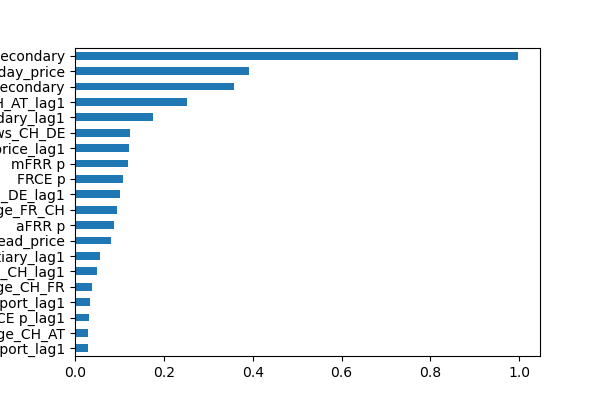 econdary
day_price
econdary
H_AT_lag1
dary_lag1
ws_CH_DE
price_lag1
mFRR p
FRCE p
_DE_lag1
ge_FR_CH
aFRR p
ead_price
tiary_lag1
_CH_lag1
ge_CH_FR
port_lag1
CE p_lag1
ge_CH_AT
port_lag1
0.0 0.2 0.4 0.6 0.8 1.0